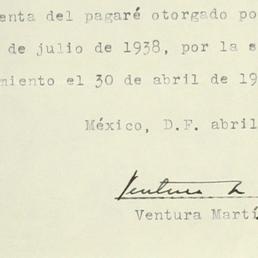 enta del pagaré otorgado po
de julio de 1938, por la s
miento el 30 de abril de 19
México, D.F. abril
Ventura
Ventura Martí